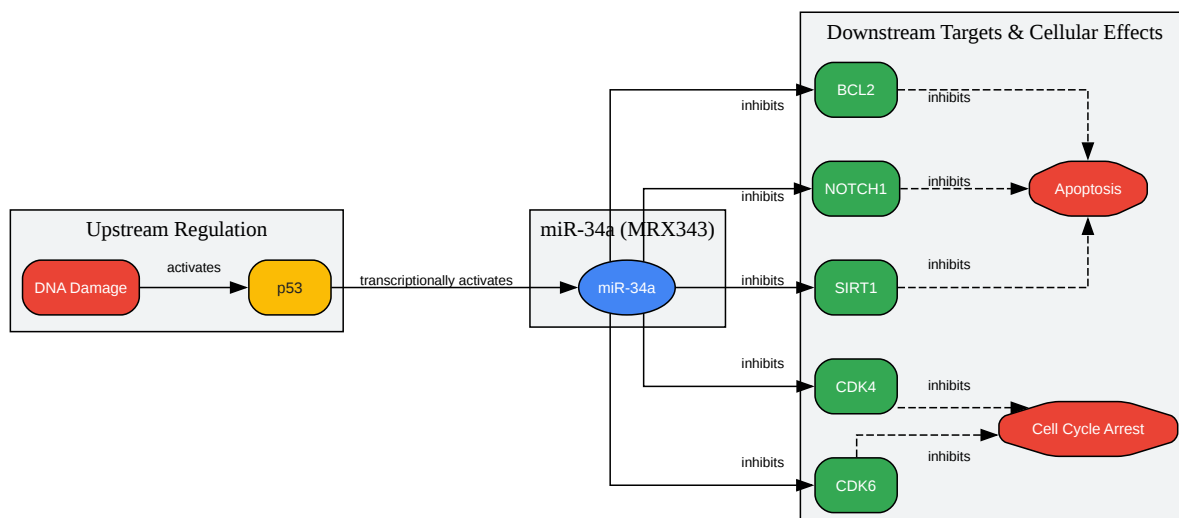 Downstream Targets & Cellular Effects
BCL2
inhibits
inhibits
NOTCH1
inhibits
inhibits
Apoptosis
Upstream Regulation
miR-34a (MRX343)
DNA Damage
activates
p53
transcriptionally activates
miR-34a
inhibits
SIRT1
inhibits
inhibits
CDK4
inhibits
Cell Cycle Arrest
inhibits
CDK6
inhibits